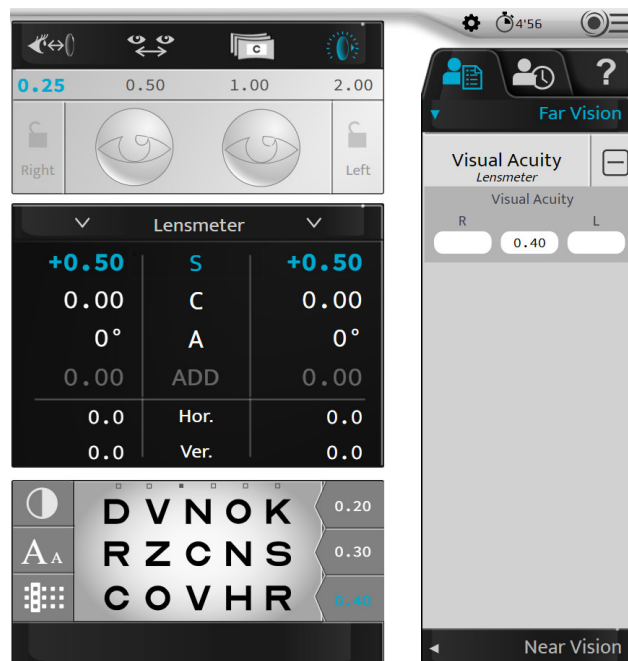 4'56
C
0.25 0.50 1.00 2.00
Right Left
Lensmeter
+0.50 S +0.50
0.00 C 0.00
0° A 0°
0.00 ADD 0.00
0.0 Hor. 0.0
0.0 Ver. 0.0
D V N O K 0.20
A A R Z C N S 0.30
C O V H R 0.40
?
Far Vision
Visual Acuity
Lensmeter
Visual Acuity
R L
0.40
Near Vision